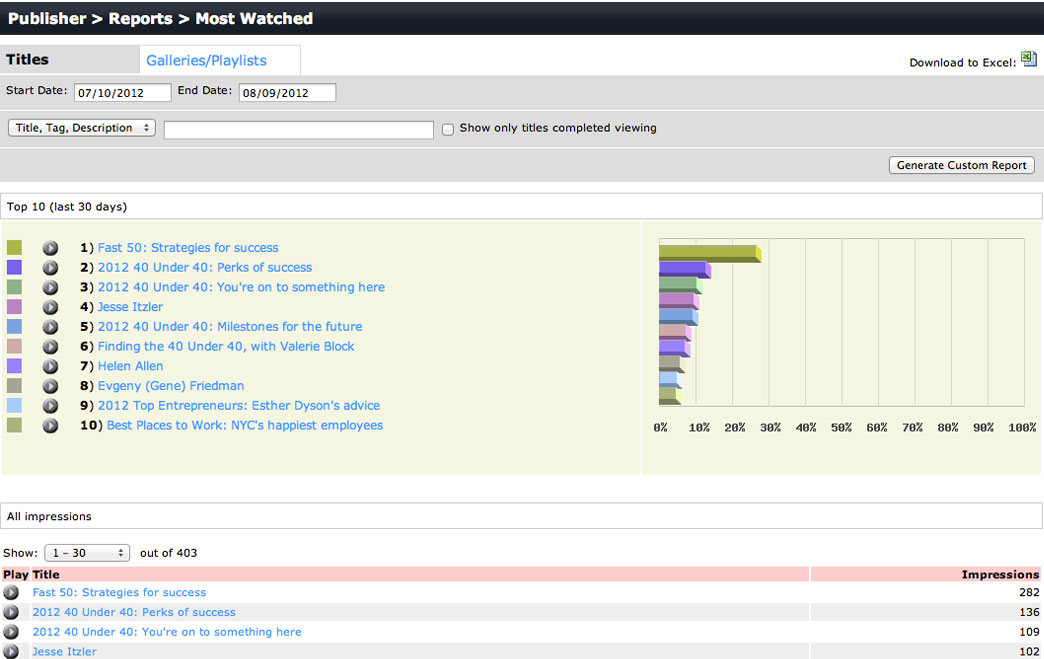 Publisher > Reports > Most Watched
Titles
Galleries/Playlists
Download to Excel:
Start Date: 07/10/2012 End Date: 08/09/2012
Title, Tag, Description Show only titles completed viewing
Generate Custom Report
Top 10 (last 30 days)
1) Fast 50: Strategies for success
2) 2012 40 Under 40: Perks of success
3) 2012 40 Under 40: You're on to something here
4) Jesse Itzler
5) 2012 40 Under 40: Milestones for the future
6) Finding the 40 Under 40, with Valerie Block
7) Helen Allen
8) Evgeny (Gene) Friedman
9) 2012 Top Entrepreneurs: Esther Dyson's advice
10) Best Places to Work: NYC's happiest employees
0% 10% 20% 30% 40% 50% 60% 70% 80% 90% 100%
All impressions
Show: 1 - 30 out of 403
Play Title Impressions
Fast 50: Strategies for success 282
2012 40 Under 40: Perks of success 136
2012 40 Under 40: You're on to something here 109
Jesse Itzler 102